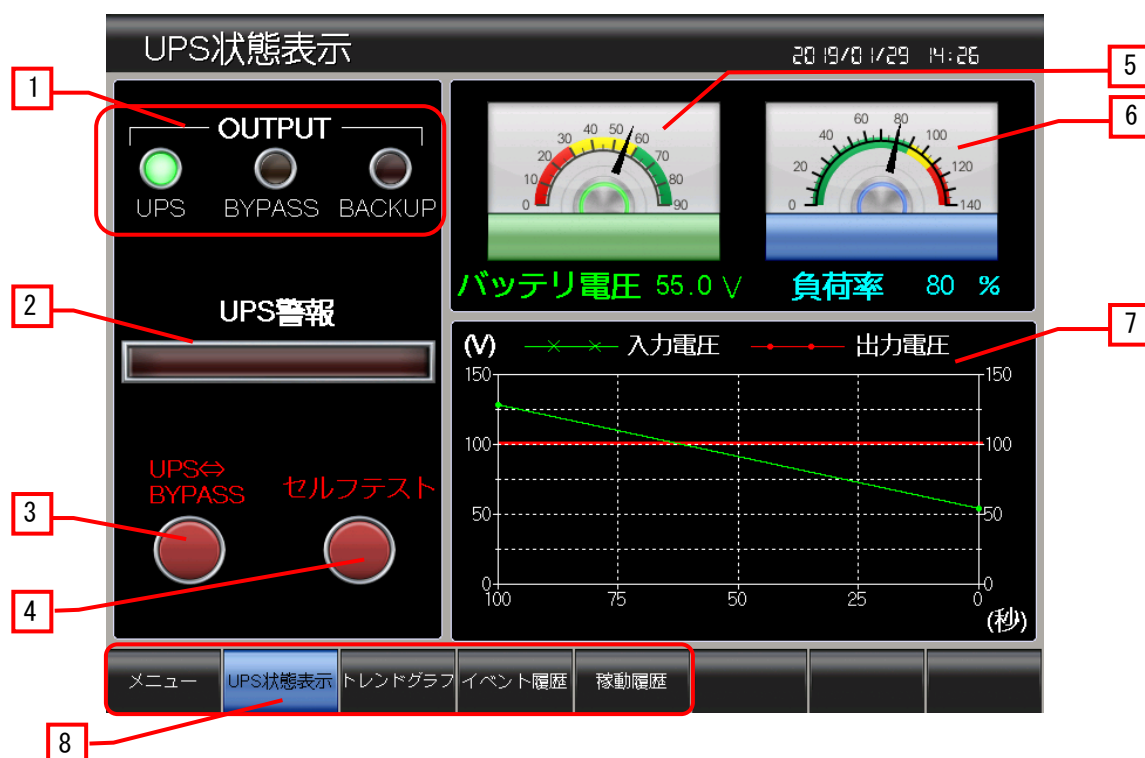 UPS状態表示
2019/01/29 14:26
1
OUTPUT
UPS BYPASS BACKUP
2
UPS警報
3
UPS⇔
BYPASS
セルフテスト
4
5
0 10 20 30 40 50 60 70 80 90
バッテリ電圧 55.0 V
6
0 20 40 60 80 100 120 140
負荷率 80 %
7
(V) 入力電圧 出力電圧
150 150
100 100
50 50
0 0
100 75 50 25 0
(秒)
メニュー UPS状態表示 トレンドグラフ イベント履歴 稼動履歴
8